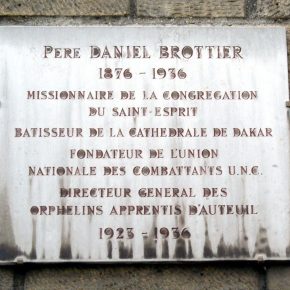 PERE DANIEL BROTTIER
1876 - 1936
MISSIONNAIRE DE LA CONGREGATION
DU SAINT-ESPRIT
BATISSEUR DE LA CATHEDRALE DE DAKAR
FONDATEUR DE L'UNION
NATIONALE DES COMBATTANTS U.N.C.
DIRECTEUR GENERAL DES
ORPHELINS APPRENTIS D'AUTEUIL
1923 - 1936